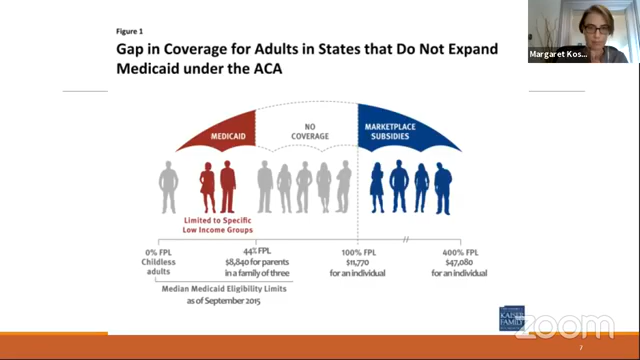 Figure 1
Gap in Coverage for Adults in States that Do Not Expand
Medicaid under the ACA
Margaret Kos...
MEDICAID
NO
COVERAGE
MARKETPLACE
SUBSIDIES
Limited to Specific
Low Income Groups
0% FPL
Childless
adults
44% FPL
$8,840 for parents
in a family of three
100% FPL
$11,770
for an individual
400% FPL
$47,080
for an individual
Median Medicaid Eligibility Limits
as of September 2015
KAISER
FAMILY
zoom
7